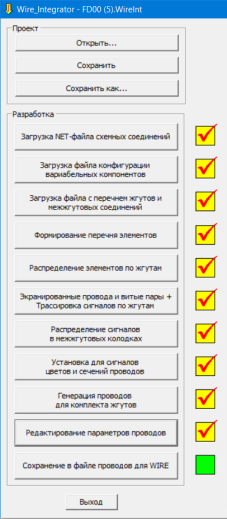 Wire_Integrator - FD00 (5).WireInt
Проект
Открыть...
Сохранить
Сохранить как...
Разработка
Загрузка NET-файла схемных соединений
Загрузка файла конфигурации
вариабельных компонентов
Загрузка файла с перечнем жгутов и
межжгутовых соединений
Формирование перечня элементов
Распределение элементов по жгутам
Экранированные провода и витые пары +
Трассировка сигналов по жгутам
Распределение сигналов
в межжгутовых колодках
Установка для сигналов
цветов и сечений проводов
Генерация проводов
для комплекта жгутов
Редактирование параметров проводов
Сохранение в файле проводов для WIRE
Выход